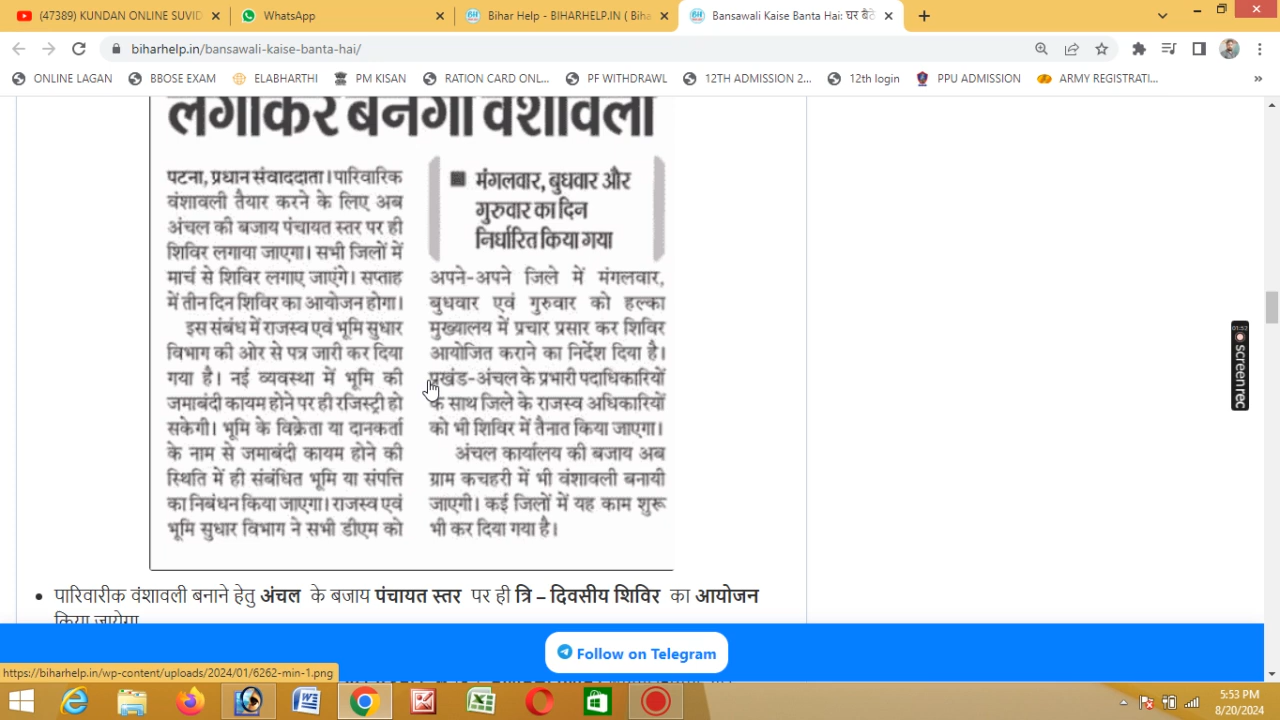 (47389) KUNDAN ONLINE SUVID
WhatsApp
Bihar Help - BIHARHELP.IN ( Biha
Bansawali Kaise Banta Hai: घर बैठे
biharhelp.in/bansawali-kaise-banta-hai/
ONLINE LAGAN
BBOSE EXAM
ELABHARTHI
PM KISAN
RATION CARD ONL...
PF WITHDRAWL
12TH ADMISSION 2...
12th login
PPU ADMISSION
ARMY REGISTRATI...
लगाकर बनेगी वंशावली
पटना, प्रधान संवाददाता। पारिवारिक
वंशावली तैयार करने के लिए अब
अंचल की बजाय पंचायत स्तर पर ही
शिविर लगाया जाएगा। सभी जिलों में
मार्च से शिविर लगाए जाएंगे। सप्ताह
में तीन दिन शिविर का आयोजन होगा।
इस संबंध में राजस्व एवं भूमि सुधार
विभाग की ओर से पत्र जारी कर दिया
गया है। नई व्यवस्था में भूमि की
जमाबंदी कायम होने पर ही रजिस्ट्री हो
सकेगी। भूमि के विक्रेता या दानकर्ता
के नाम से जमाबंदी कायम होने की
स्थिति में ही संबंधित भूमि या संपत्ति
का निबंधन किया जाएगा। राजस्व एवं
भूमि सुधार विभाग ने सभी डीएम को
■ मंगलवार, बुधवार और
गुरुवार का दिन
निर्धारित किया गया
अपने-अपने जिले में मंगलवार,
बुधवार एवं गुरुवार को हल्का
मुख्यालय में प्रचार प्रसार कर शिविर
आयोजित कराने का निर्देश दिया है।
प्रखंड-अंचल के प्रभारी पदाधिकारियों
के साथ जिले के राजस्व अधिकारियों
को भी शिविर में तैनात किया जाएगा।
अंचल कार्यालय की बजाय अब
ग्राम कचहरी में भी वंशावली बनायी
जाएगी। कई जिलों में यह काम शुरू
भी कर दिया गया है।
• पारिवारीक वंशावली बनाने हेतु अंचल के बजाय पंचायत स्तर पर ही त्रि – दिवसीय शिविर का आयोजन
किया जायेगा
Follow on Telegram
https://biharhelp.in/wp-content/uploads/2024/01/6262-min-1.png
01:52
screen rec
5:53 PM
8/20/2024